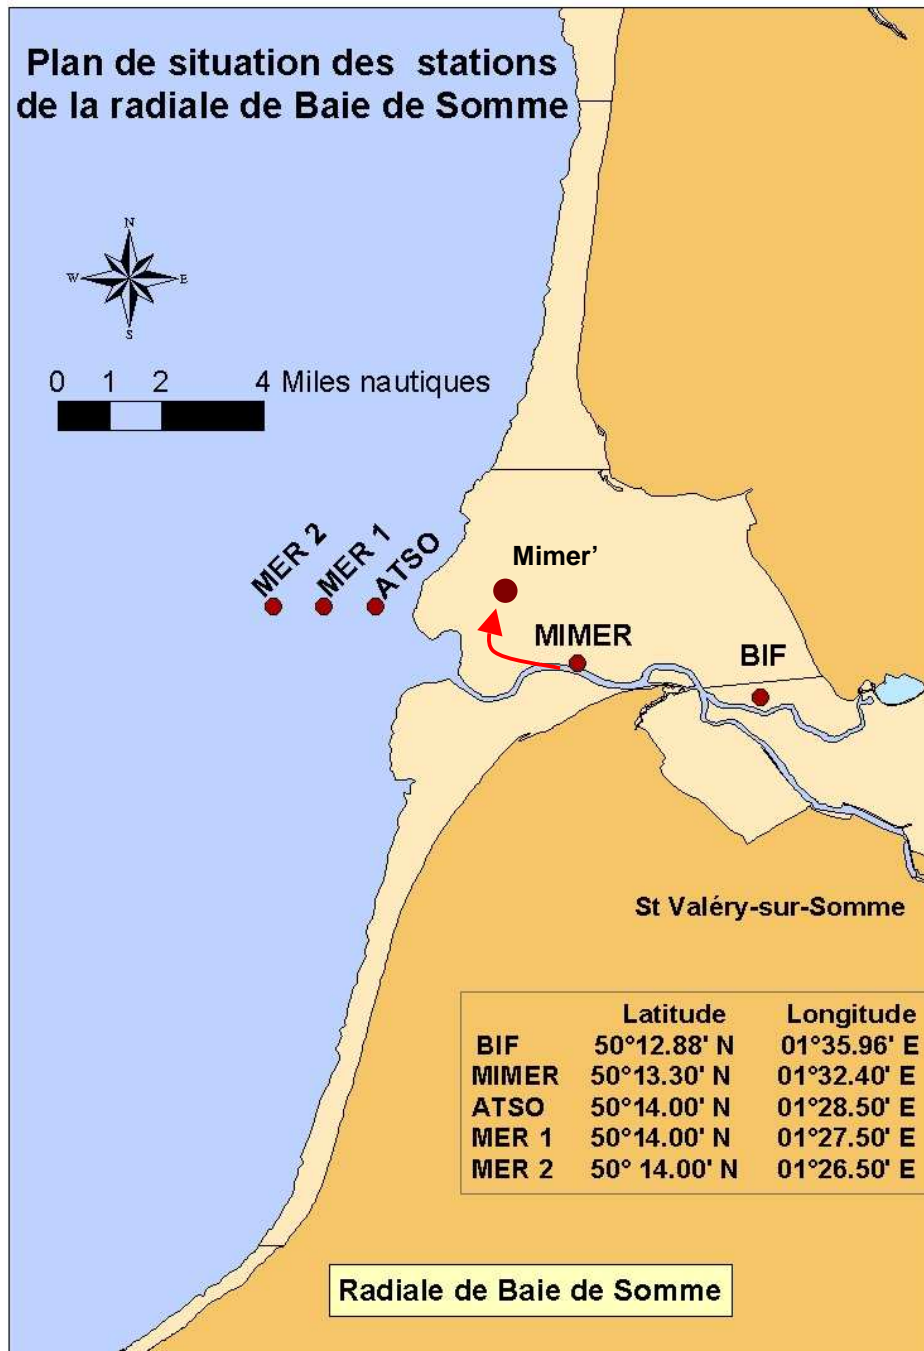 Plan de situation des stations
de la radiale de Baie de Somme
N
W E
S
0 1 2 4 Miles nautiques
MER 2 MER 1 ATSO
Mimer’
MIMER
BIF
St Valéry-sur-Somme
Latitude Longitude
BIF 50°12.88' N 01°35.96' E
MIMER 50°13.30' N 01°32.40' E
ATSO 50°14.00' N 01°28.50' E
MER 1 50°14.00' N 01°27.50' E
MER 2 50° 14.00' N 01°26.50' E
Radiale de Baie de Somme